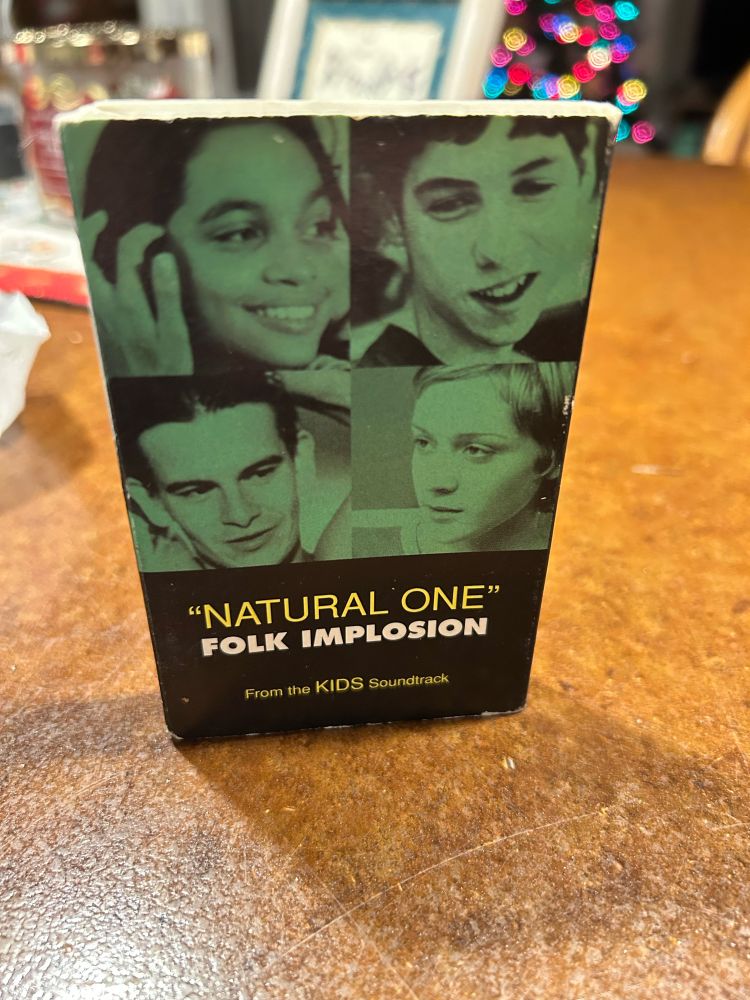 “NATURAL ONE”
FOLK IMPLOSION
From the KIDS Soundtrack